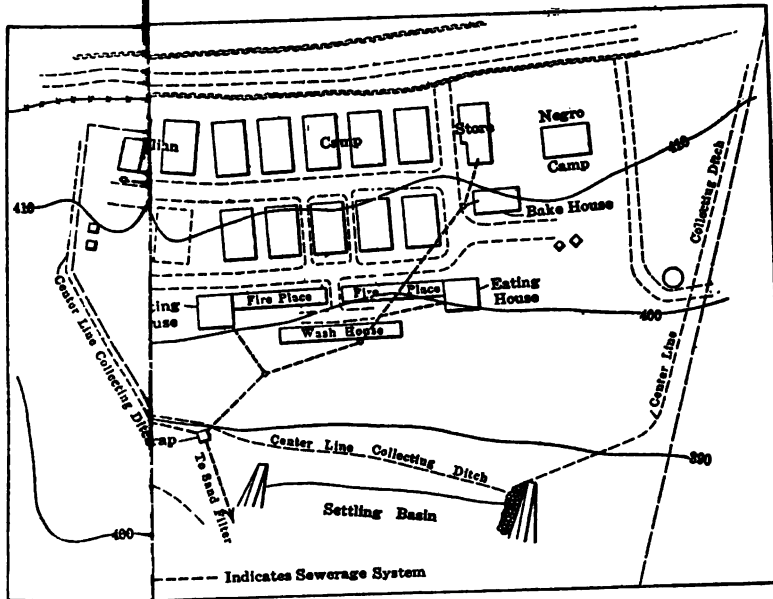 Store
Negro
Camp
Camp
410
410
Bake House
Collecting Ditch
Fire Place
Fire Place
Eating
House
400
Wash House
Center Line Collecting Ditch
Center Line
Center Line Collecting Ditch
390
To Sand Filter
Settling Basin
400
Indicates Sewerage System